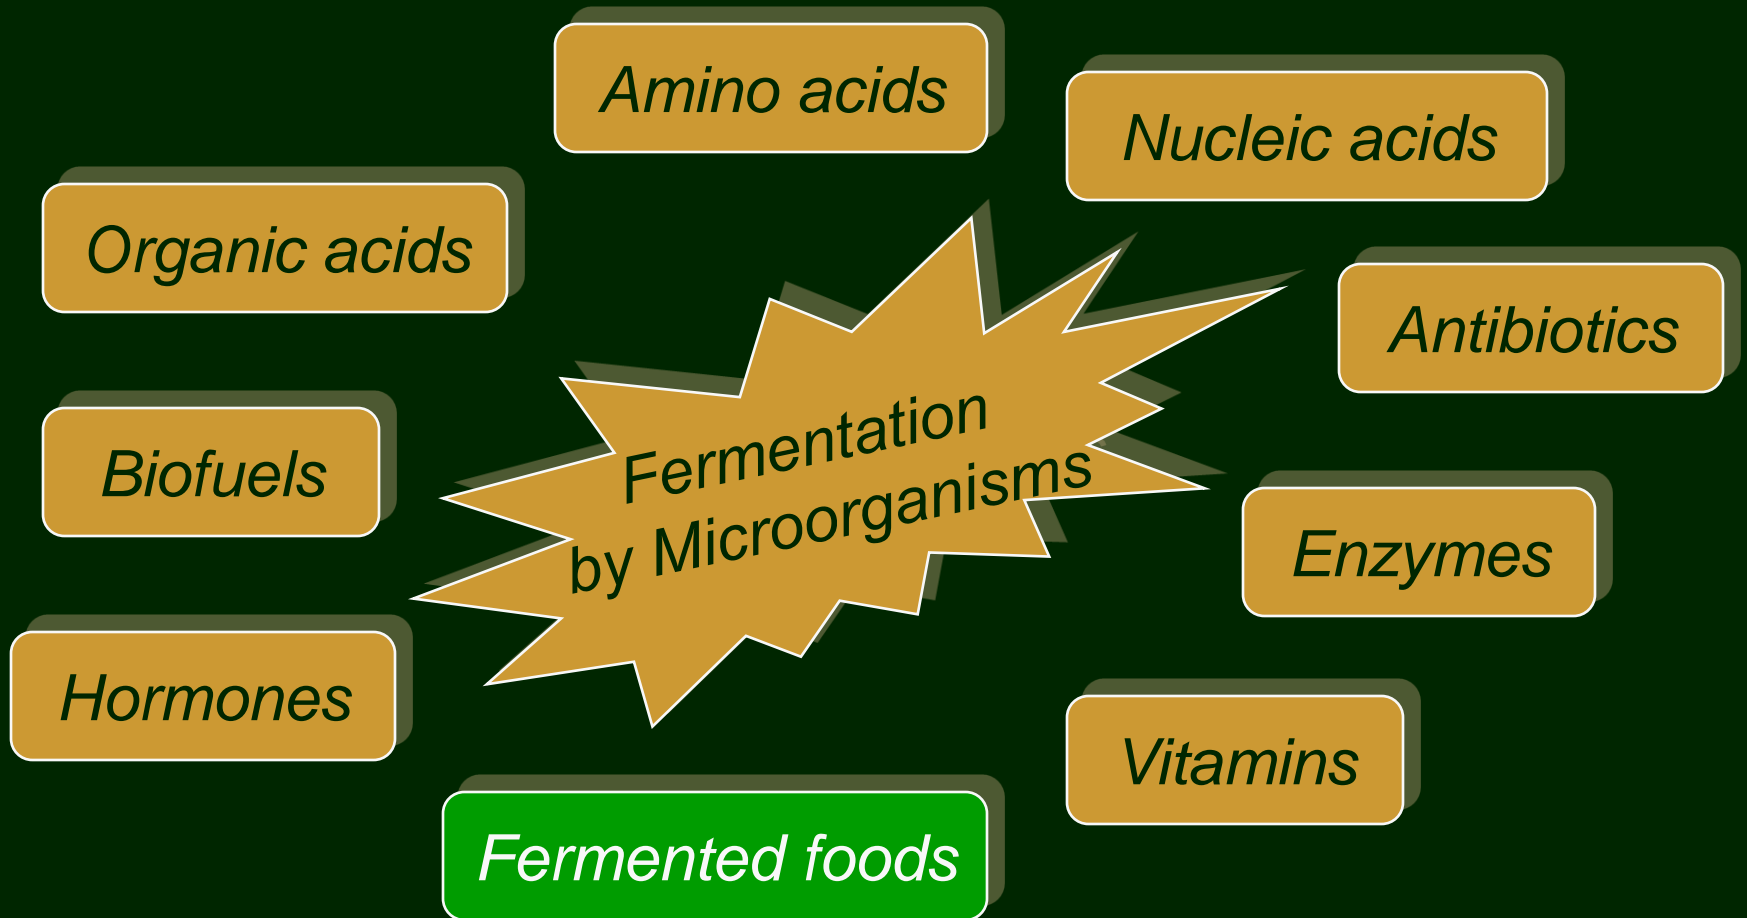 Amino acids
Nucleic acids
Organic acids
Antibiotics
Fermentation
by Microorganisms
Biofuels
Enzymes
Hormones
Vitamins
Fermented foods